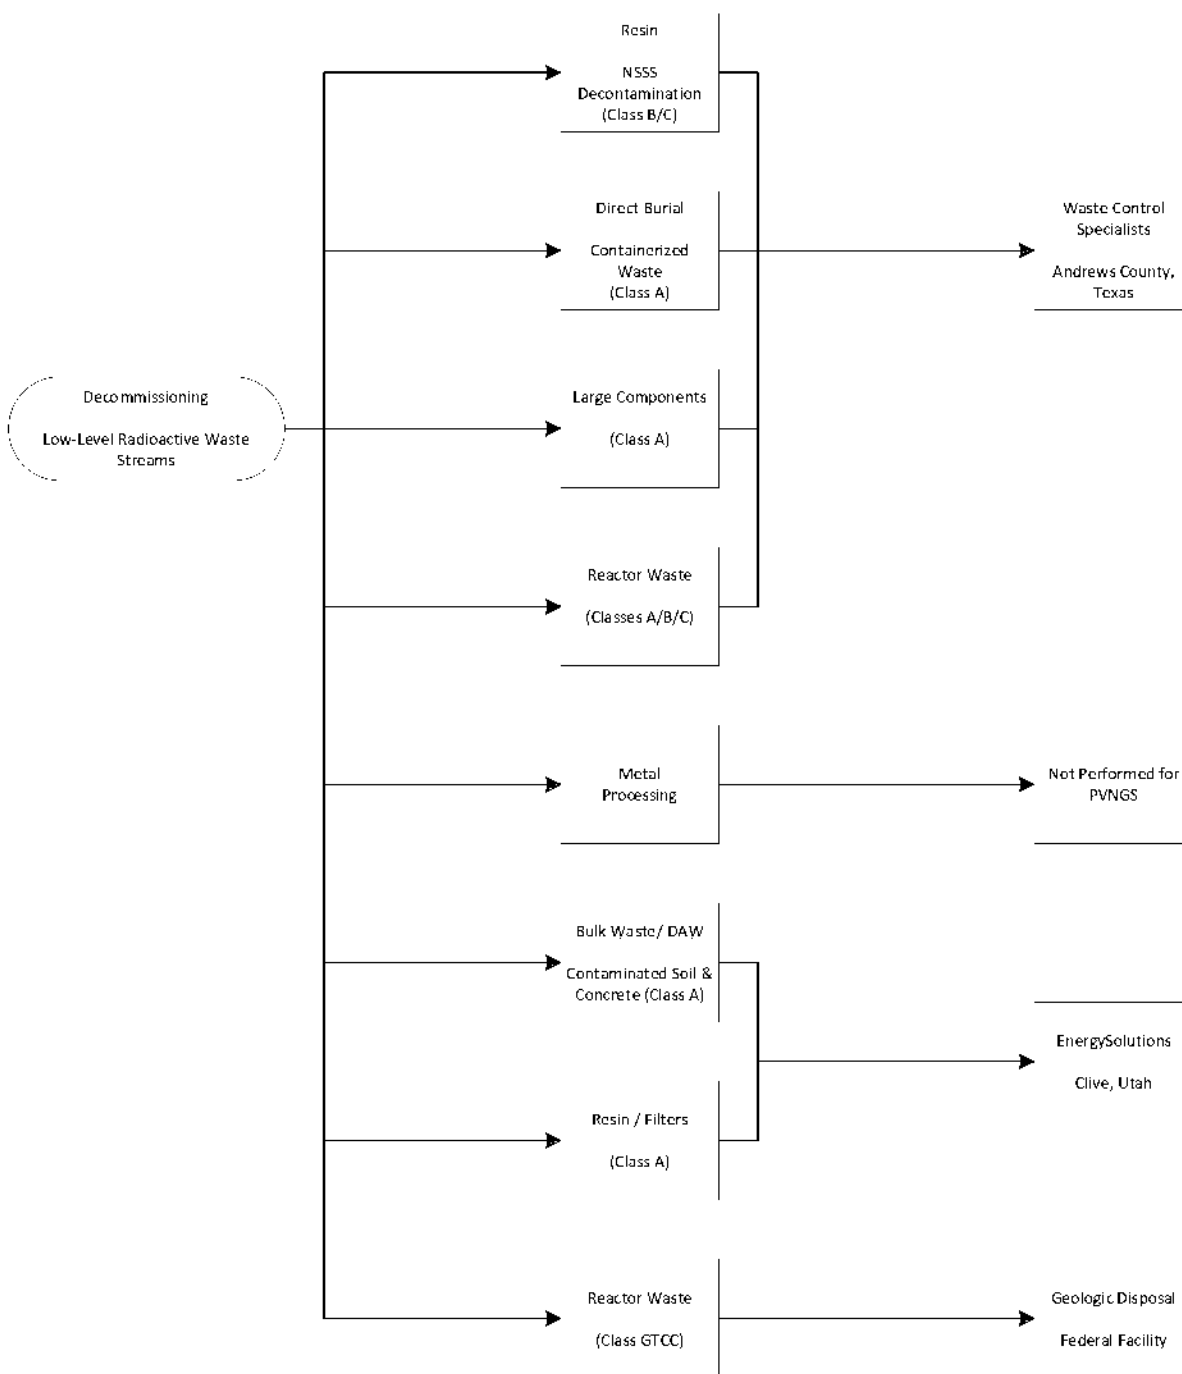 Resin
NSSS
Decontamination
(Class B/C)
Direct Burial
Containerized
Waste
(Class A)
Waste Control
Specialists
Andrews County,
Texas
Decommissioning
Low-Level Radioactive Waste
Streams
Large Components
(Class A)
Reactor Waste
(Classes A/B/C)
Metal
Processing
Not Performed for
PVNGS
Bulk Waste/ DAW
Contaminated Soil &
Concrete (Class A)
EnergySolutions
Clive, Utah
Resin / Filters
(Class A)
Reactor Waste
(Class GTCC)
Geologic Disposal
Federal Facility